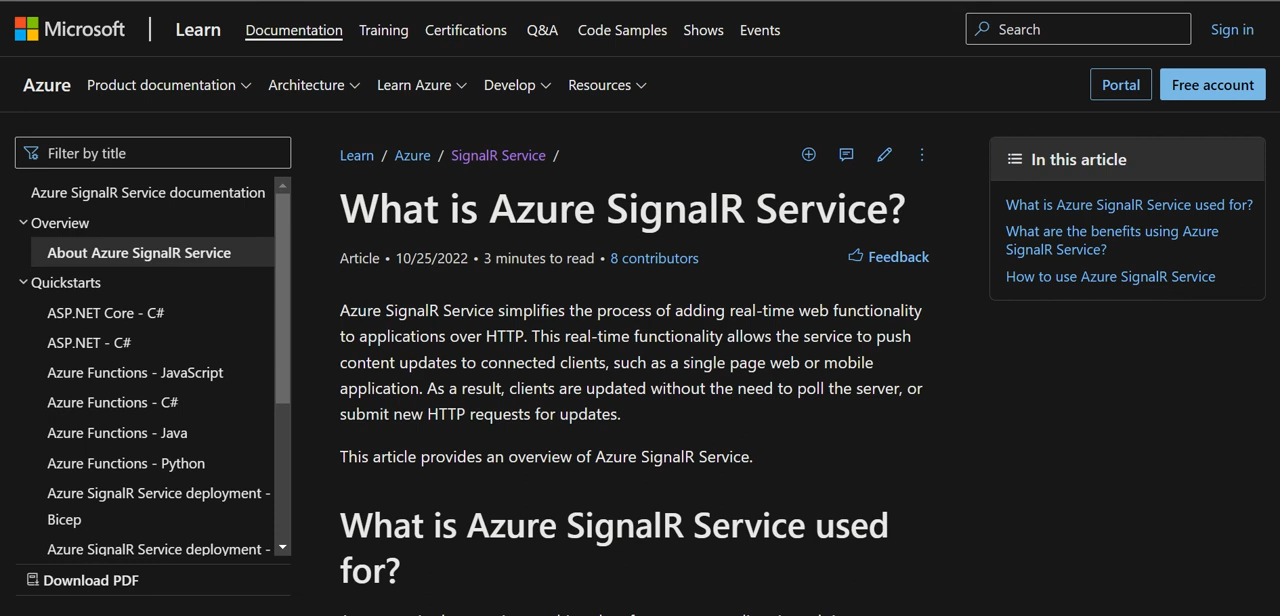 Microsoft
Learn
Documentation
Training
Certifications
Q&A
Code Samples
Shows
Events
Search
Sign in
Azure
Product documentation
Architecture
Learn Azure
Develop
Resources
Portal
Free account
Filter by title
Azure SignalR Service documentation
Overview
About Azure SignalR Service
Quickstarts
ASP.NET Core - C#
ASP.NET - C#
Azure Functions - JavaScript
Azure Functions - C#
Azure Functions - Java
Azure Functions - Python
Azure SignalR Service deployment -
Bicep
Azure SignalR Service deployment -
Download PDF
Learn / Azure / SignalR Service /
What is Azure SignalR Service?
Article • 10/25/2022 • 3 minutes to read • 8 contributors
Feedback
Azure SignalR Service simplifies the process of adding real-time web functionality
to applications over HTTP. This real-time functionality allows the service to push
content updates to connected clients, such as a single page web or mobile
application. As a result, clients are updated without the need to poll the server, or
submit new HTTP requests for updates.
This article provides an overview of Azure SignalR Service.
What is Azure SignalR Service used
for?
In this article
What is Azure SignalR Service used for?
What are the benefits using Azure
SignalR Service?
How to use Azure SignalR Service